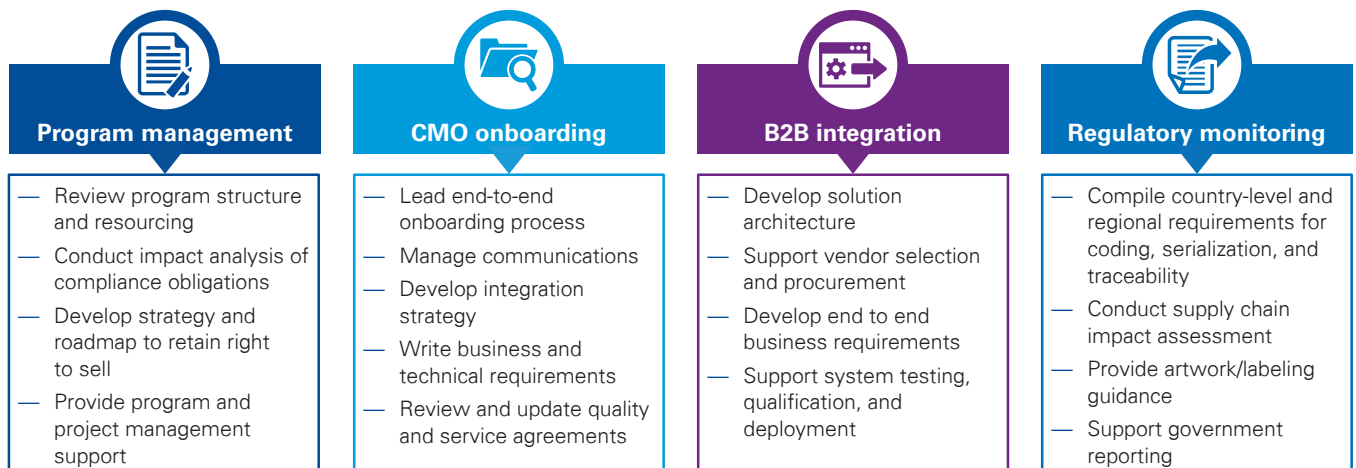 Program management
— Review program structure
and resourcing
— Conduct impact analysis of
compliance obligations
— Develop strategy and
roadmap to retain right
to sell
— Provide program and
project management
support
CMO onboarding
— Lead end-to-end
onboarding process
— Manage communications
— Develop integration
strategy
— Write business and
technical requirements
— Review and update quality
and service agreements
B2B integration
— Develop solution
architecture
— Support vendor selection
and procurement
— Develop end to end
business requirements
— Support system testing,
qualification, and
deployment
Regulatory monitoring
— Compile country-level and
regional requirements for
coding, serialization, and
traceability
— Conduct supply chain
impact assessment
— Provide artwork/labeling
guidance
— Support government
reporting